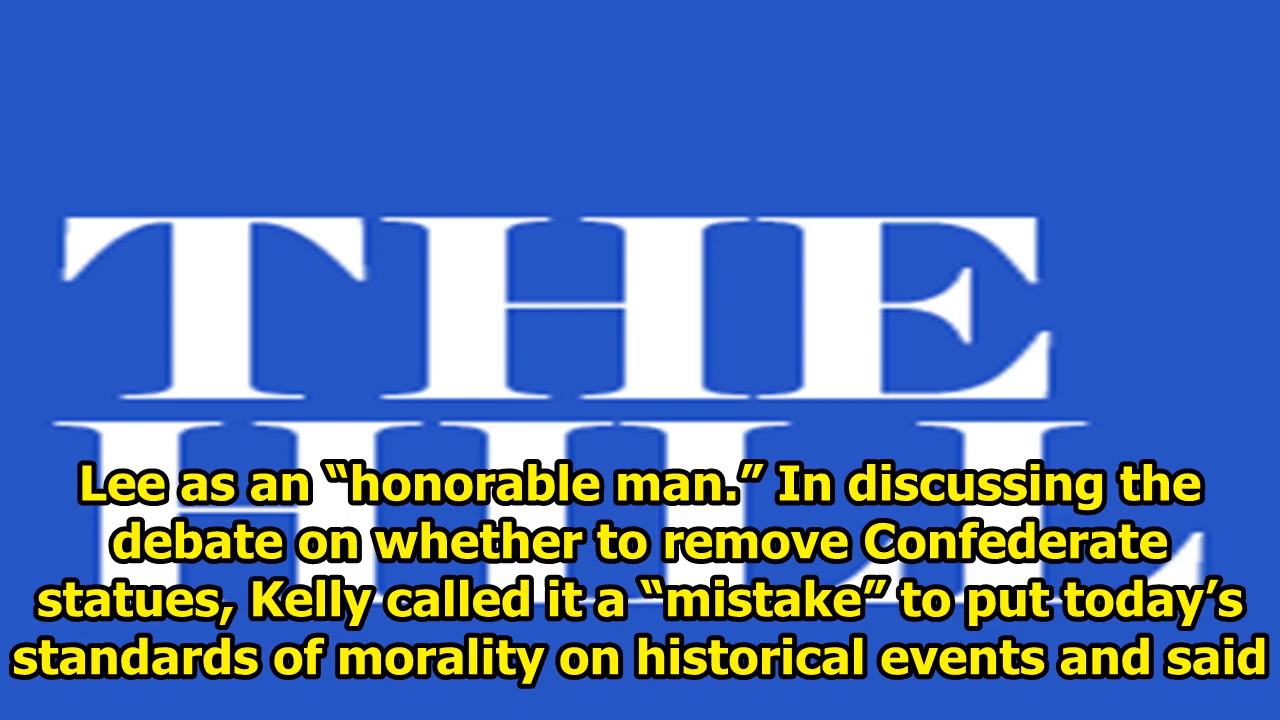 THE
HILL
Lee as an “honorable man.” In discussing the
debate on whether to remove Confederate
statues, Kelly called it a “mistake” to put today’s
standards of morality on historical events and said